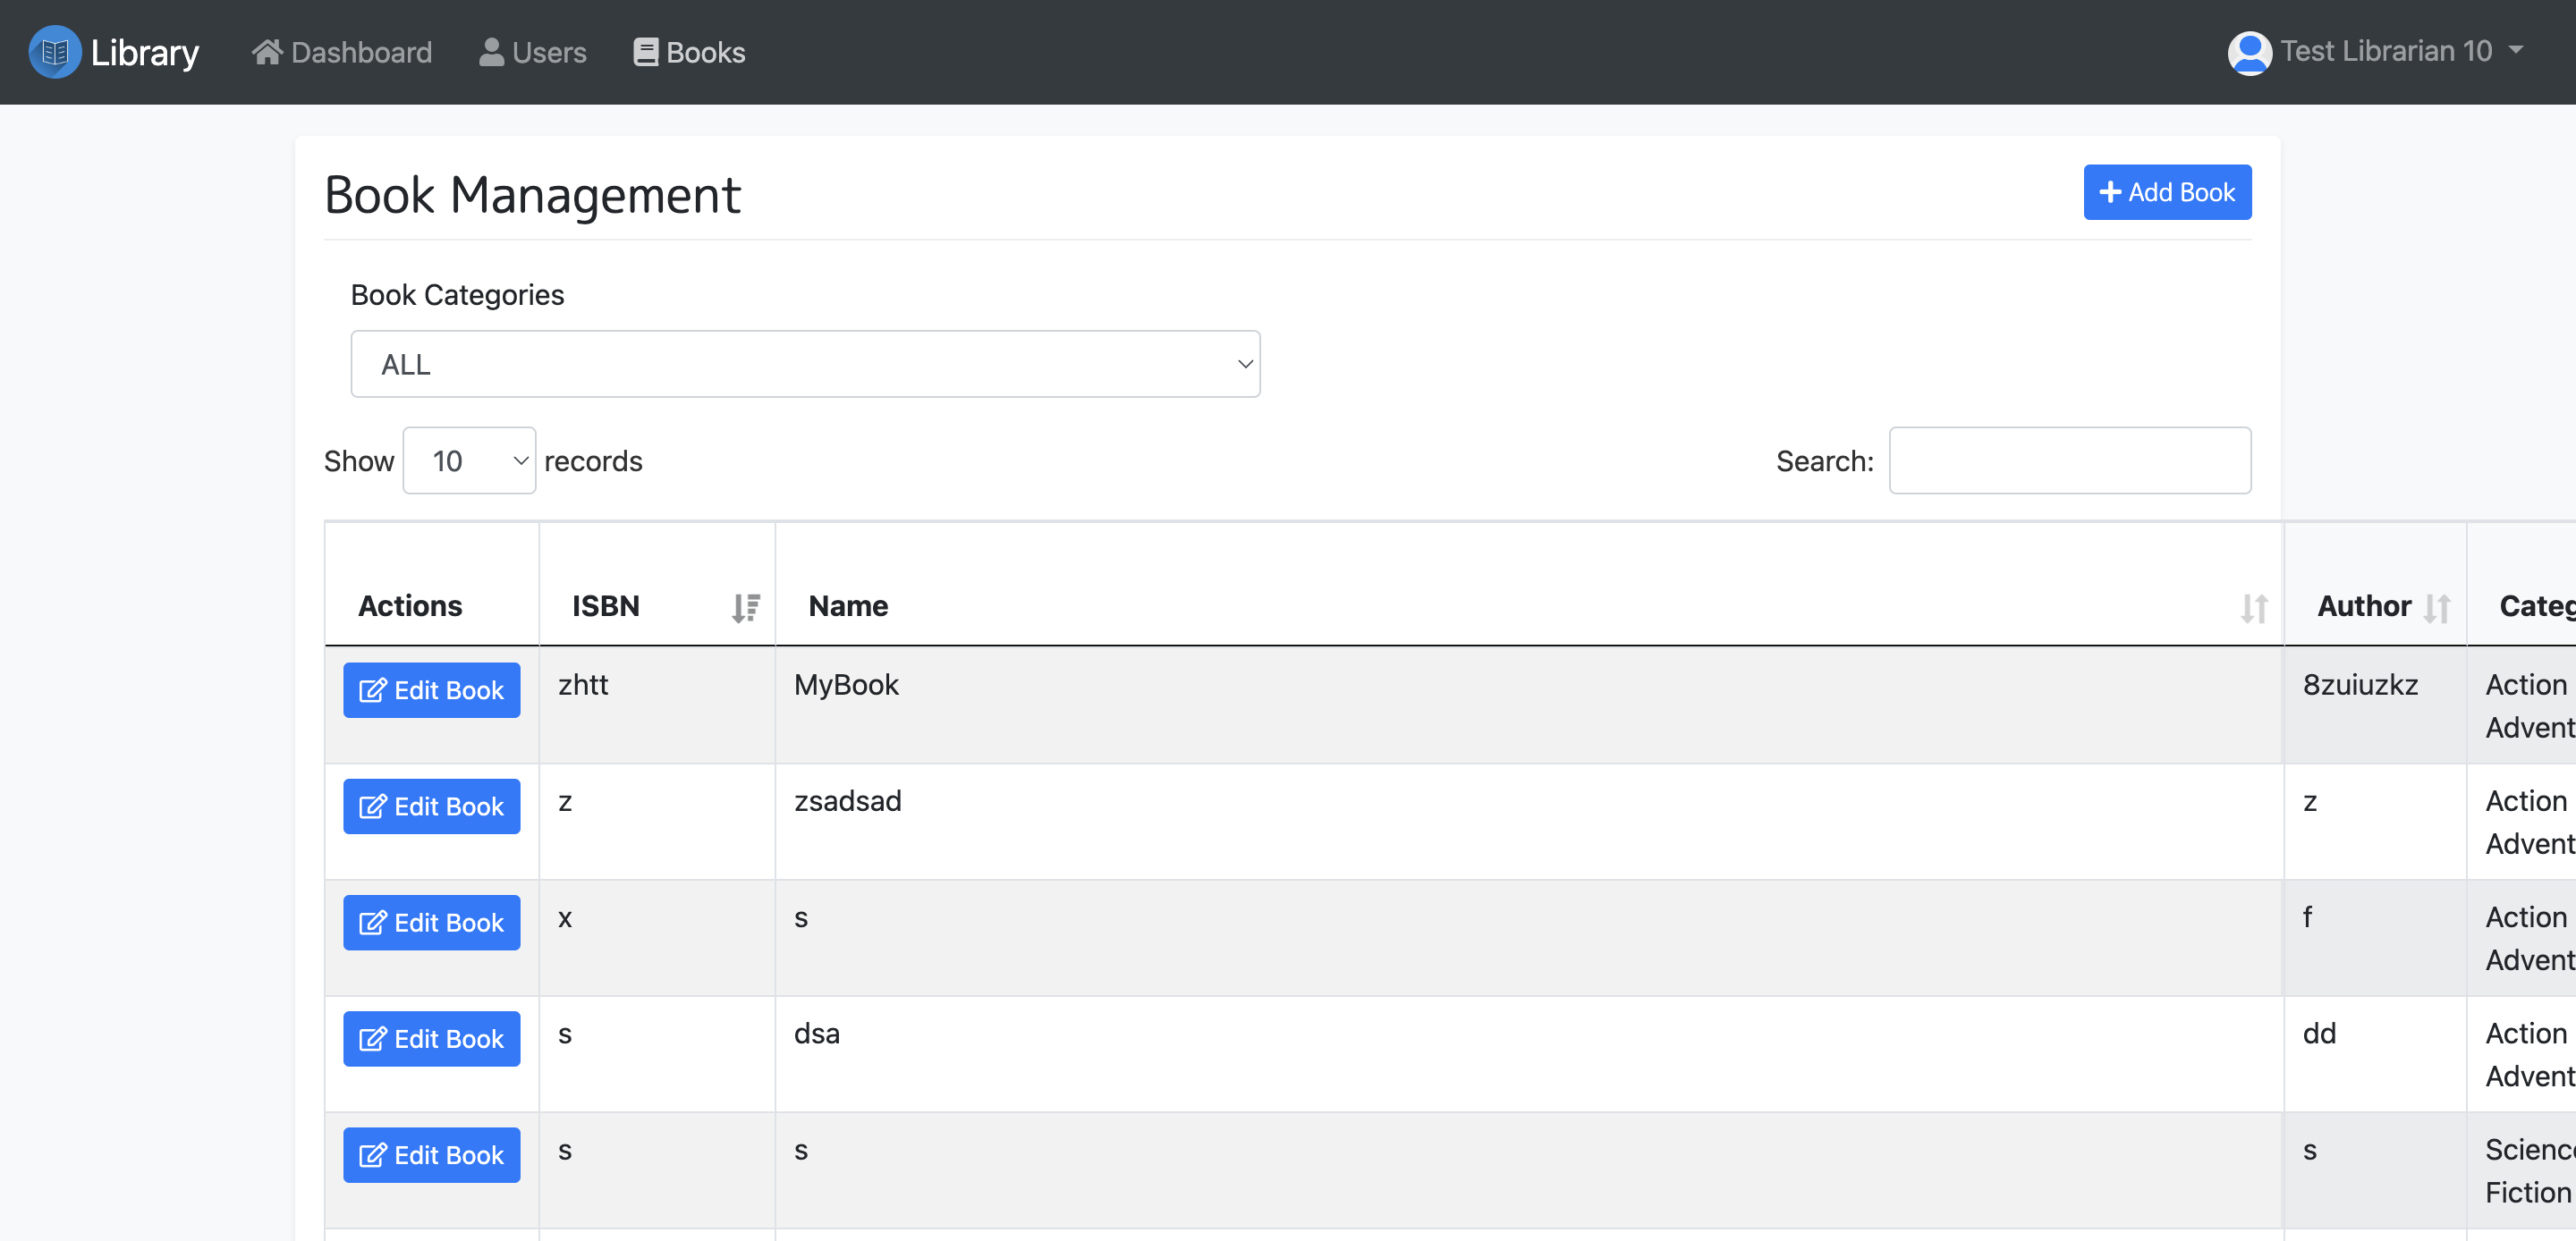 Library Dashboard Users Books Test Librarian 10
Book Management
Add Book
Book Categories
ALL
Show 10 records Search:
Actions ISBN Name Author Categ
Edit Book zhtt MyBook 8zuiuzkz Action
Advent
Edit Book z zsadsad z Action
Advent
Edit Book x s f Action
Advent
Edit Book s dsa dd Action
Advent
Edit Book s s s Science
Fiction